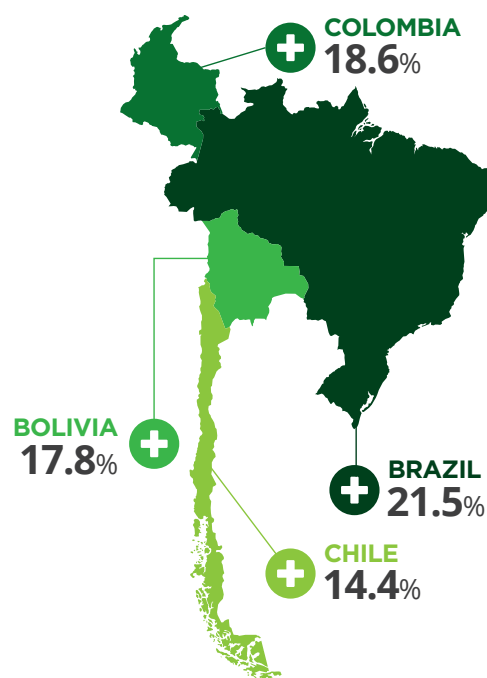 COLOMBIA
18.6%
BOLIVIA
17.8%
BRAZIL
21.5%
CHILE
14.4%